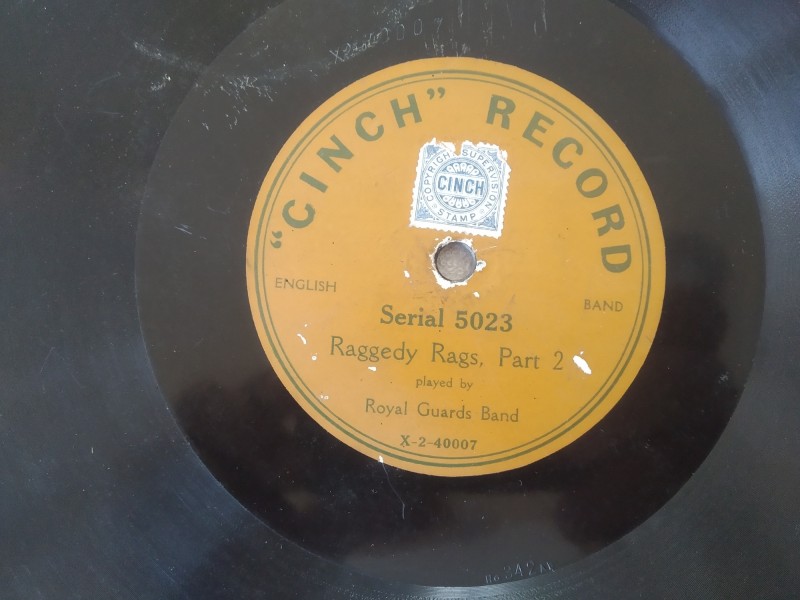 "CINCH" RECORD
COPYRIGHT SUPERVISION
CINCH
STAMP
ENGLISH
BAND
Serial 5023
Raggedy Rags, Part 2
played by
Royal Guards Band
X-2-40007